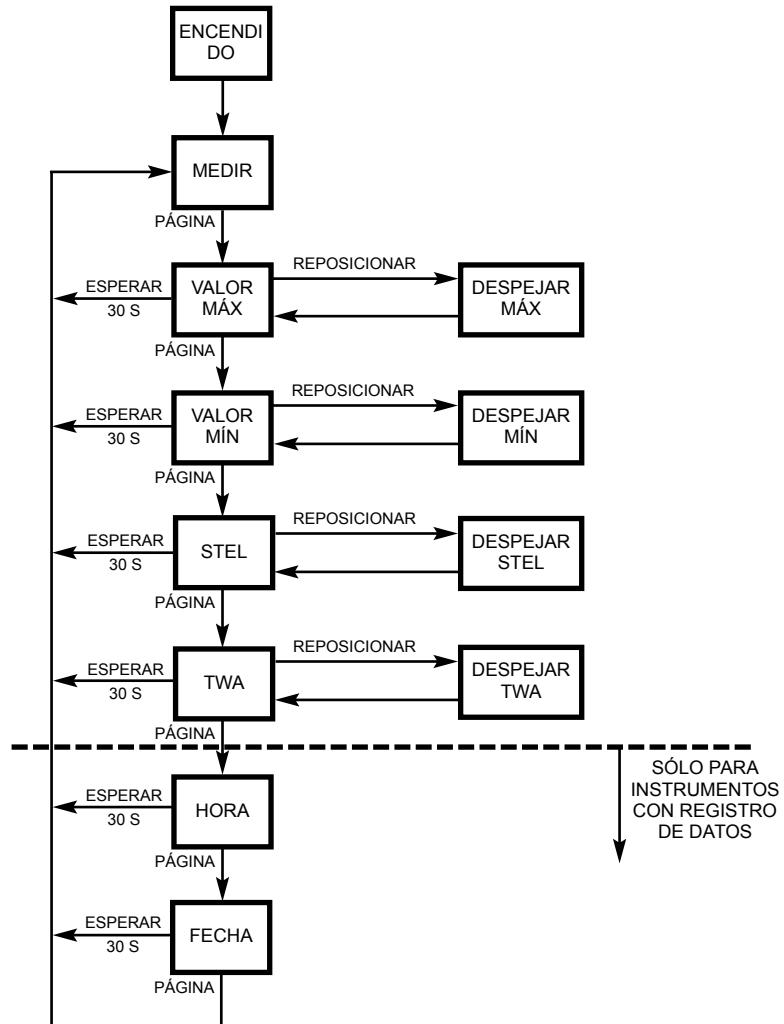 ENCENDI
DO
MEDIR
PÁGINA
ESPERAR
30 S
VALOR
MÁX
REPOSICIONAR
DESPEJAR
MÁX
PÁGINA
ESPERAR
30 S
VALOR
MÍN
REPOSICIONAR
DESPEJAR
MÍN
PÁGINA
ESPERAR
30 S
STEL
REPOSICIONAR
DESPEJAR
STEL
PÁGINA
ESPERAR
30 S
TWA
REPOSICIONAR
DESPEJAR
TWA
PÁGINA
SÓLO PARA
INSTRUMENTOS
CON REGISTRO
DE DATOS
ESPERAR
30 S
HORA
PÁGINA
ESPERAR
30 S
FECHA
PÁGINA